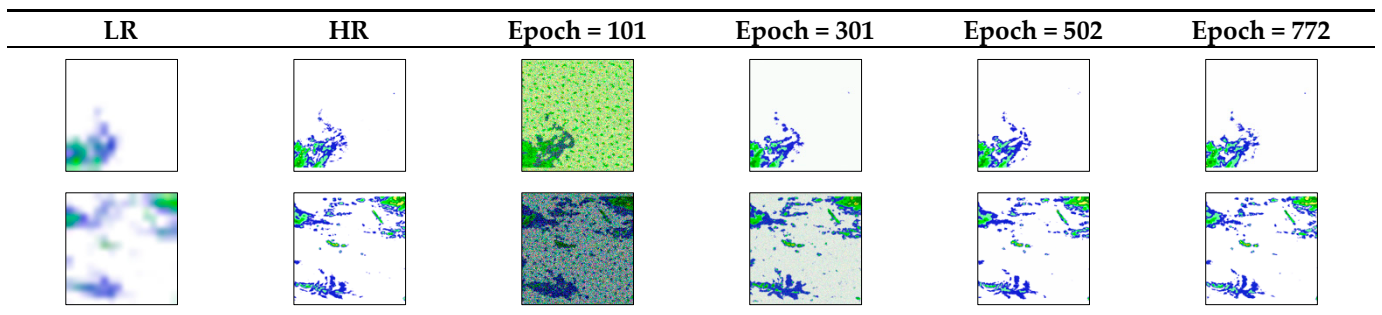 LR HR Epoch = 101 Epoch = 301 Epoch = 502 Epoch = 772